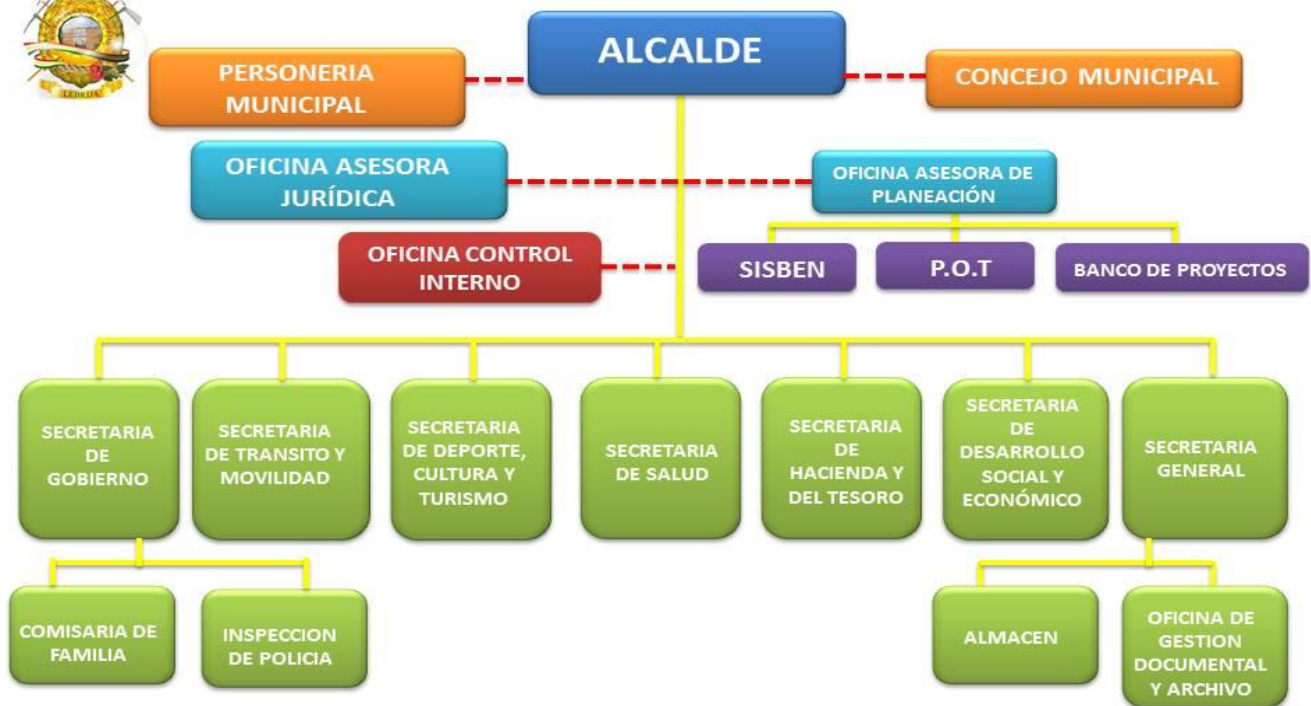 LEBRIJA
ALCALDE
PERSONERIA
MUNICIPAL
CONCEJO MUNICIPAL
OFICINA ASESORA
JURÍDICA
OFICINA ASESORA DE
PLANEACIÓN
OFICINA CONTROL
INTERNO
SISBEN
P.O.T
BANCO DE PROYECTOS
SECRETARIA
DE
GOBIERNO
SECRETARIA
DE TRANSITO Y
MOVILIDAD
SECRETARIA
DE DEPORTE,
CULTURA Y
TURISMO
SECRETARIA
DE SALUD
SECRETARIA
DE
HACIENDA Y
DEL TESORO
SECRETARIA
DE
DESARROLLO
SOCIAL Y
ECONÓMICO
SECRETARIA
GENERAL
COMISARIA DE
FAMILIA
INSPECCION
DE POLICIA
ALMACEN
OFICINA DE
GESTION
DOCUMENTAL
Y ARCHIVO